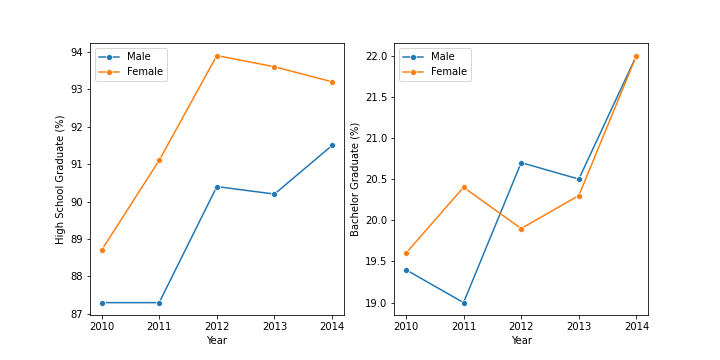 Male
Female
High School Graduate (%)
94
93
92
91
90
89
88
87
2010 2011 2012 2013 2014
Year
Male
Female
Bachelor Graduate (%)
22.0
21.5
21.0
20.5
20.0
19.5
19.0
2010 2011 2012 2013 2014
Year